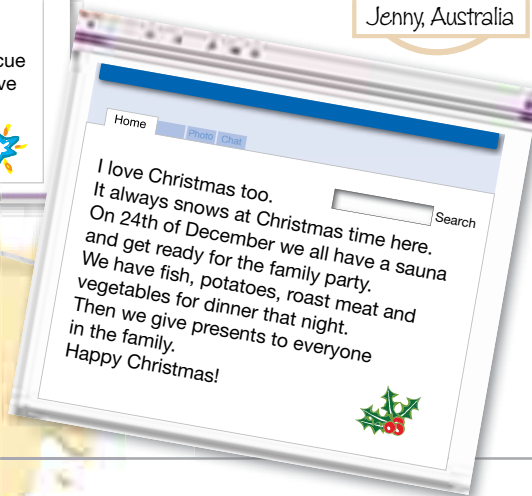 Jenny, Australia
cue
ve
Home
Photo
Chat
Search
I love Christmas too.
It always snows at Christmas time here.
On 24th of December we all have a sauna
and get ready for the family party.
We have fish, potatoes, roast meat and
vegetables for dinner that night.
Then we give presents to everyone
in the family.
Happy Christmas!